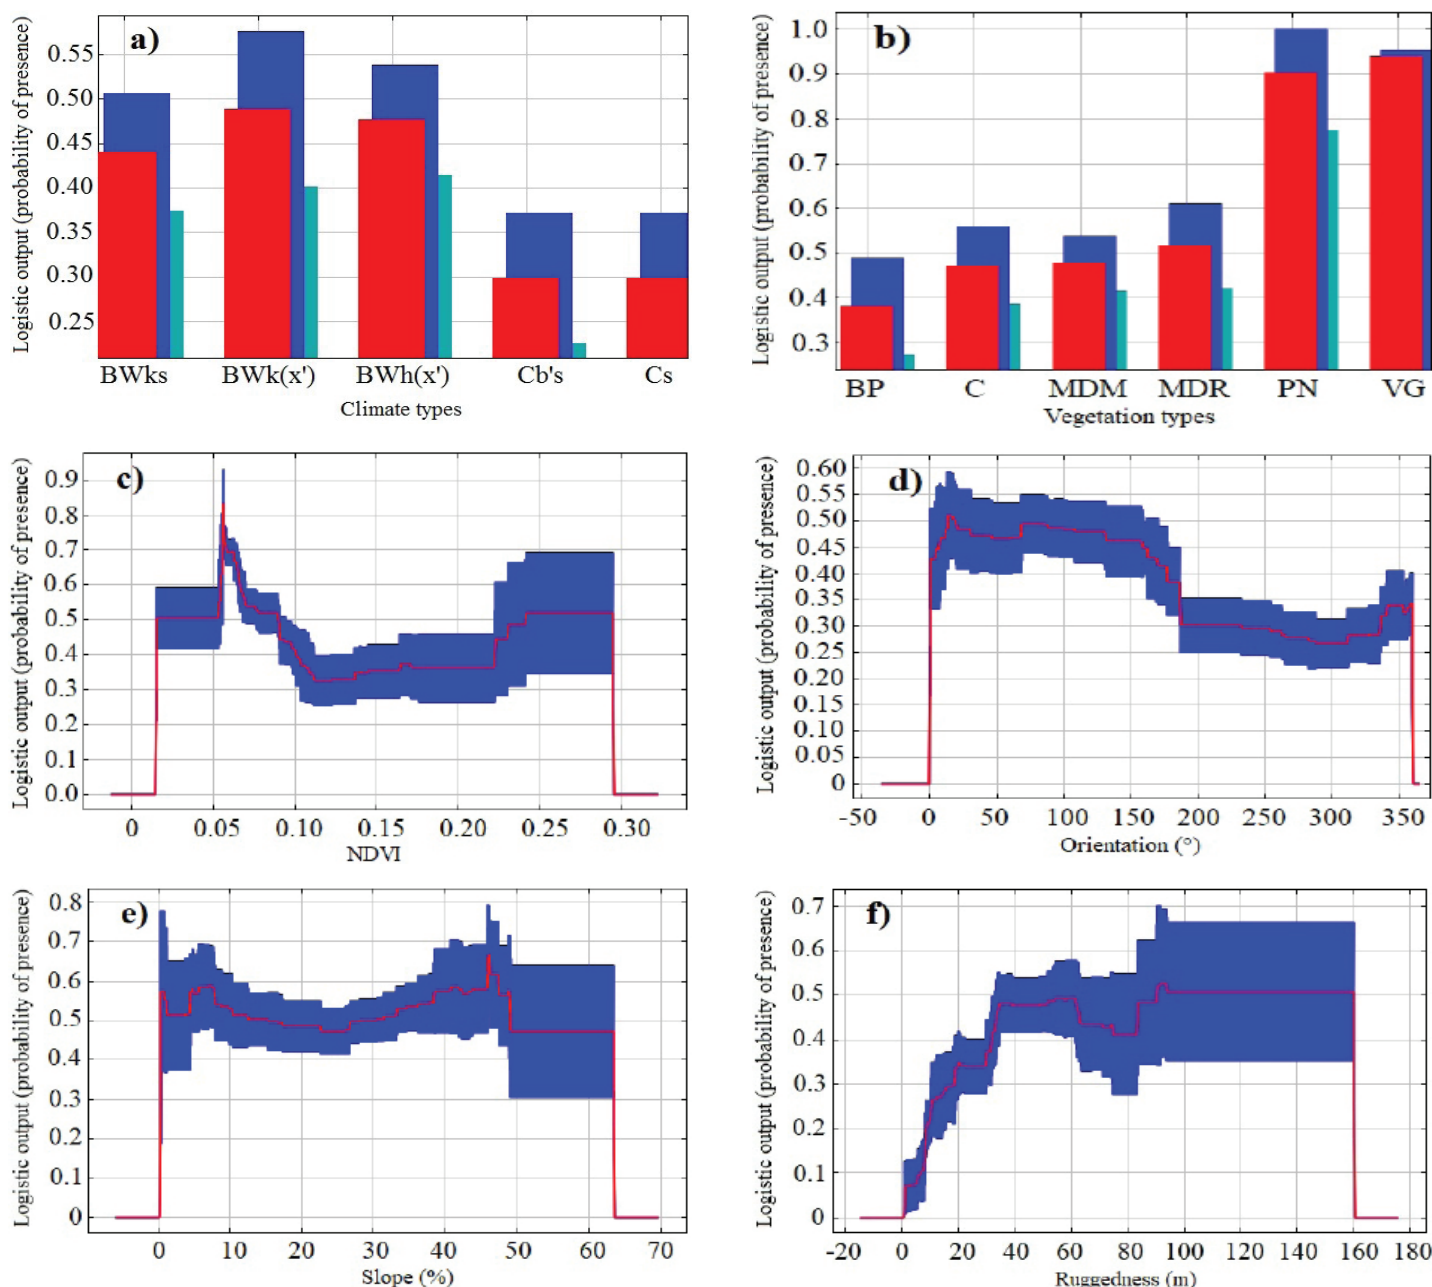 a)
Logistic output (probability of presence)
0.55
0.50
0.45
0.40
0.35
0.30
0.25
BWks BWk(x') BWh(x') Cb's Cs
Climate types
b)
Logistic output (probability of presence)
1.0
0.9
0.8
0.7
0.6
0.5
0.4
0.3
BP C MDM MDR PN VG
Vegetation types
c)
Logistic output (probability of presence)
0.9
0.8
0.7
0.6
0.5
0.4
0.3
0.2
0.1
0.0
0 0.05 0.10 0.15 0.20 0.22 0.30
NDVI
d)
Logistic output (probability of presence)
0.60
0.55
0.50
0.45
0.40
0.35
0.30
0.25
0.20
0.15
0.10
0.05
0
-50 0 50 100 150 200 250 300 350
Orientation (°)
e)
Logistic output (probability of presence)
0.8
0.7
0.6
0.5
0.4
0.3
0.2
0.1
0
0 10 20 30 40 50 60 70
Slope (%)
f)
Logistic output (probability of presence)
0.7
0.6
0.5
0.4
0.3
0.2
0.1
0
-20 0 20 40 60 80 100 120 140 160 180
Ruggedness (m)